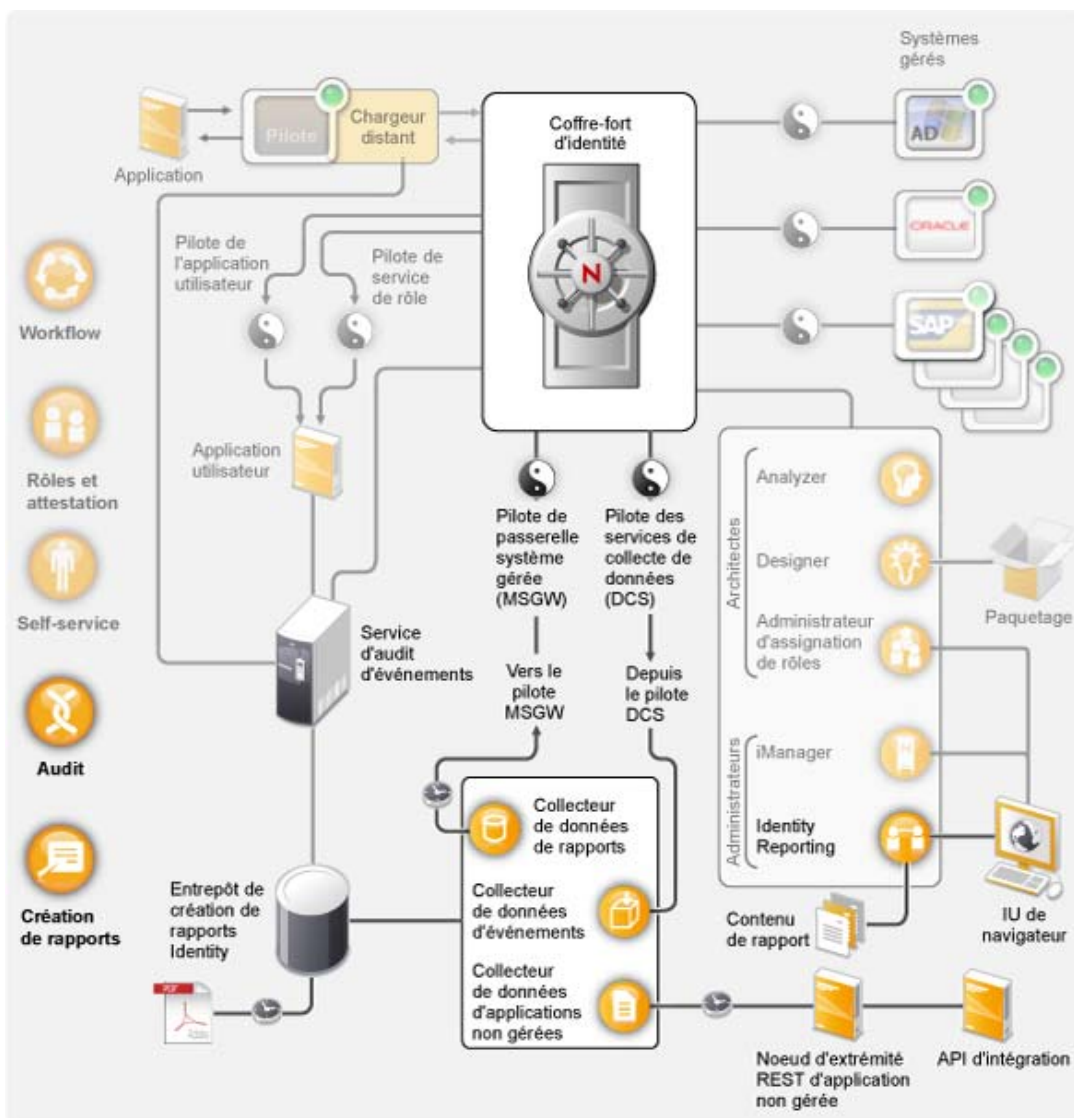 Systèmes
gérés
Application
Pilote
Chargeur
distant
Coffre-fort
d'identité
N
AD
ORACLE
SAP
Pilote de
l'application
utilisateur
Pilote de
service
de rôle
Workflow
Rôles et
attestation
Self-service
Audit
Création
de rapports
Application
utilisateur
Pilote de
passerelle
système
gérée
(MSGW)
Pilote des
services de
collecte de
données
(DCS)
Service
d'audit
d'événements
Vers le
pilote
MSGW
Depuis
le pilote
DCS
Architectes
Analyzer
Designer
Administrateur
d'assignation
de rôles
Paquetage
Administrateurs
iManager
Identity
Reporting
Collecteur
de données
de rapports
Collecteur
de données
d'événements
Collecteur
de données
d'applications
non gérées
Entrepôt de
création de
rapports
Identity
PDF
Contenu
de rapport
IU de
navigateur
Noeud d'extrémité
REST d'application
non gérée
API d'intégration